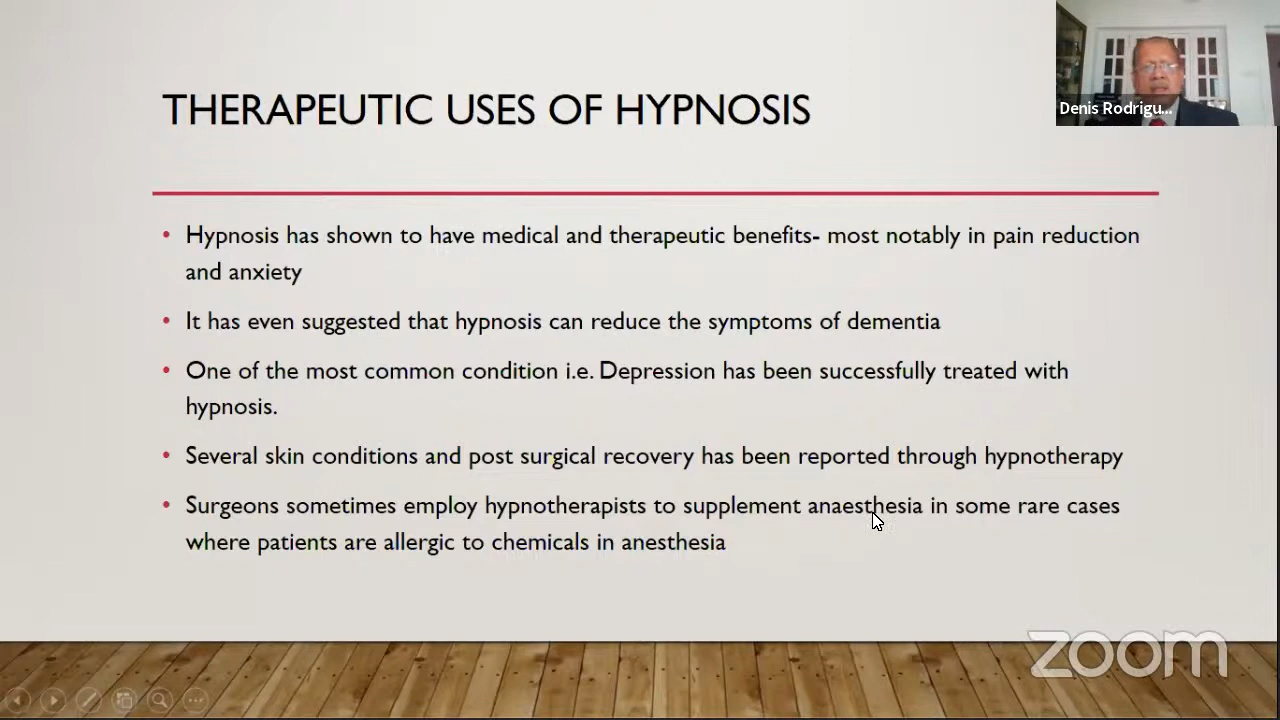 THERAPEUTIC USES OF HYPNOSIS
Denis Rodrigu...
• Hypnosis has shown to have medical and therapeutic benefits- most notably in pain reduction
and anxiety
• It has even suggested that hypnosis can reduce the symptoms of dementia
• One of the most common condition i.e. Depression has been successfully treated with
hypnosis.
• Several skin conditions and post surgical recovery has been reported through hypnotherapy
• Surgeons sometimes employ hypnotherapists to supplement anaesthesia in some rare cases
where patients are allergic to chemicals in anesthesia
zoom